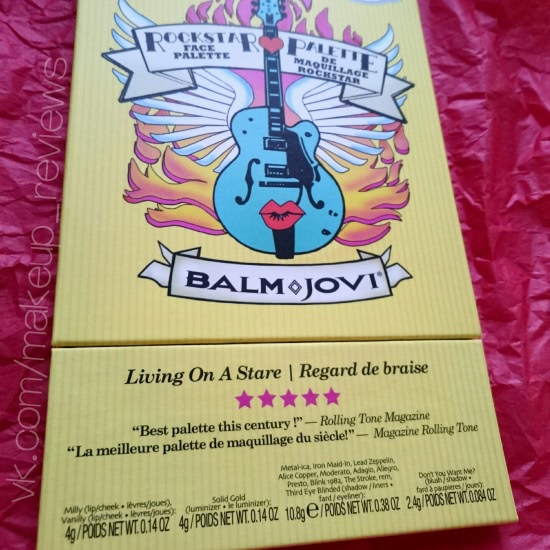 ROCKSTAR PALETTE
FACE
PALETTE
DE
MAQUILLAGE
ROCKSTAR
BALM JOVI®
Living On A Stare | Regard de braise
“Best palette this century !” — Rolling Tone Magazine
“La meilleure palette de maquillage du siècle!” — Magazine Rolling Tone
Milly (lip/cheek • lèvres/joues),
Vanilly (lip/cheek • lèvres/joues):
4g/POIDS NET WT. 0.14 OZ
Solid Gold
(luminizer • le luminizer):
4g/POIDS NET WT. 0.14 OZ
Metal-ica, Iron Maid-In, Lead Zeppelin,
Alice Copper, Moderato, Adagio, Allegro,
Presto, Blink 1982, The Stroke, rem,
Third Eye Blinded (shadow / liners •
fard / eyeliner):
10.8g e/POIDS NET WT. 0.38 OZ
Don't You Want Me?
(blush / shadow •
fard à paupières / joues):
2.4g/POIDS NET WT. 0.084 OZ
vk.com/makeup_reviews